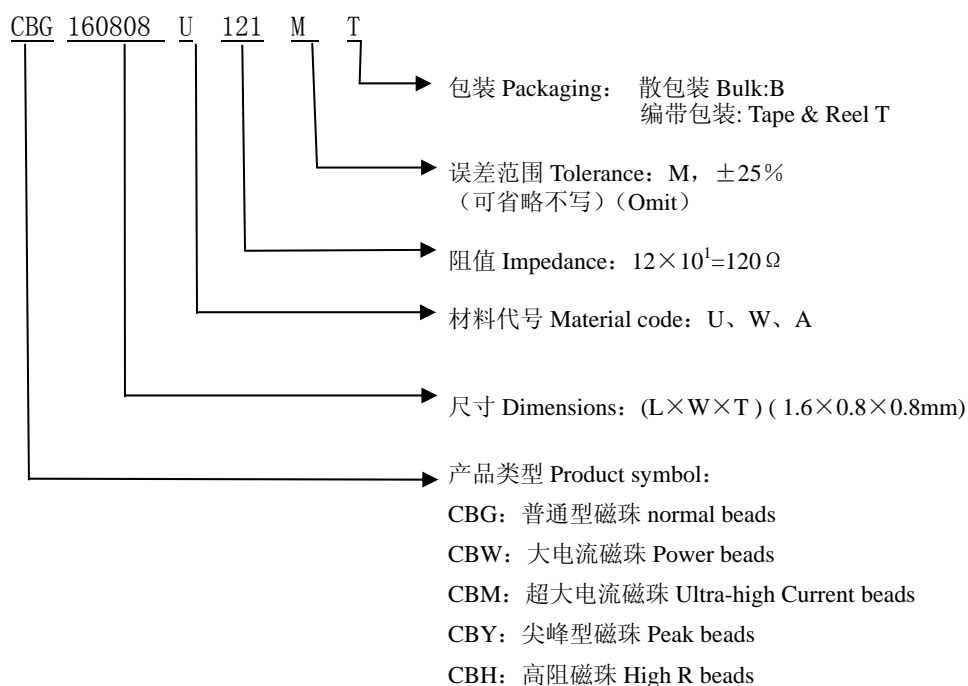 CBG 160808 U 121 M T
包装 Packaging： 散包装 Bulk:B
编带包装: Tape & Reel T
误差范围 Tolerance：M，±25％
（可省略不写）（Omit）
阻值 Impedance：12×10¹=120Ω
材料代号 Material code：U、W、A
尺寸 Dimensions：(L×W×T ) ( 1.6×0.8×0.8mm)
产品类型 Product symbol：
CBG：普通型磁珠 normal beads
CBW：大电流磁珠 Power beads
CBM：超大电流磁珠 Ultra-high Current beads
CBY：尖峰型磁珠 Peak beads
CBH：高阻磁珠 High R beads